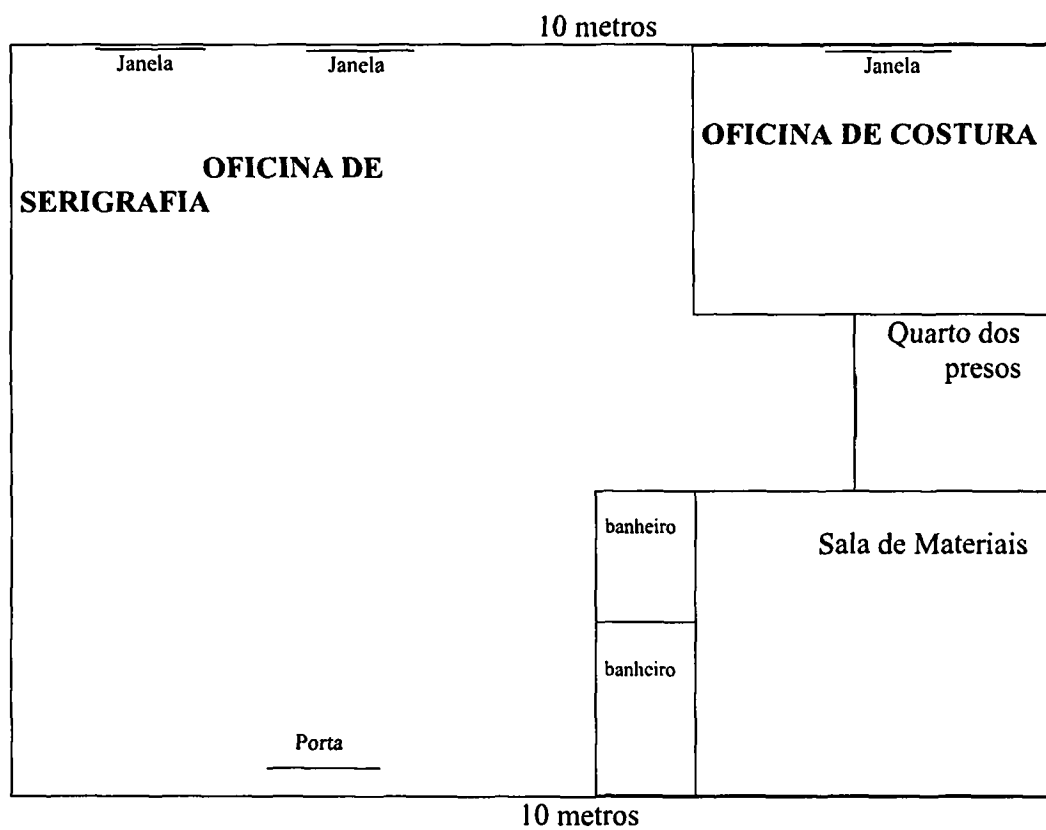 10 metros
Janela
Janela
Janela
OFICINA DE COSTURA
OFICINA DE
SERIGRAFIA
Quarto dos
presos
banheiro
Sala de Materiais
banheiro
Porta
10 metros